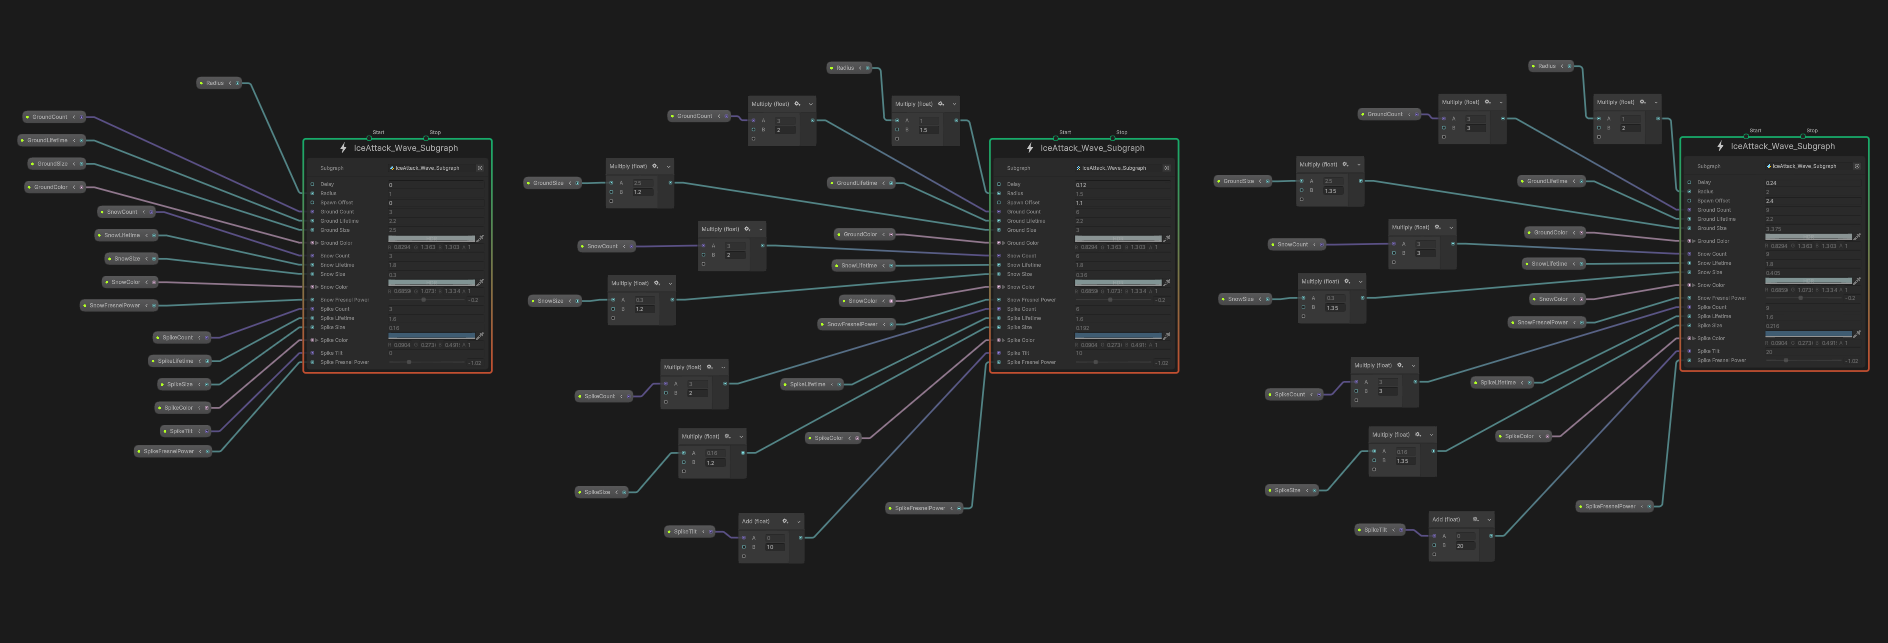 Radius
GroundCount
GroundLifetime
GroundSize
GroundColor
SnowCount
SnowLifetime
SnowSize
SnowColor
SnowFresnelPower
SpikeCount
SpikeLifetime
SpikeSize
SpikeColor
SpikeTilt
SpikeFresnelPower
Start Stop
IceAttack_Wave_Subgraph
Subgraph IceAttack_Wave_Subgraph
Delay 0
Radius 1
Spawn Offset 0
Ground Count 3
Ground Lifetime 2.2
Ground Size 2.5
Ground Color
Snow Count 3
Snow Lifetime 1.6
Snow Size 0.3
Snow Color
Snow Fresnel Power -0.2
Spike Count 3
Spike Lifetime 1.6
Spike Size 0.16
Spike Color
Spike Tilt 0
Spike Fresnel Power -1.02
Radius
GroundCount
Multiply (float)
A 3
B 2
Multiply (float)
A 1
B 1.5
GroundSize
Multiply (float)
A 2.5
B 1.2
GroundLifetime
SnowCount
Multiply (float)
A 3
B 2
GroundColor
SnowLifetime
SnowSize
Multiply (float)
A 0.3
B 1.2
SnowColor
SnowFresnelPower
SpikeCount
Multiply (float)
A 3
B 2
SpikeLifetime
SpikeSize
Multiply (float)
A 0.16
B 1.2
SpikeColor
SpikeFresnelPower
SpikeTilt
Add (float)
A 0
B 10
Start Stop
IceAttack_Wave_Subgraph
Subgraph IceAttack_Wave_Subgraph
Delay 0.12
Radius 1.5
Spawn Offset 1.1
Ground Count 6
Ground Lifetime 2.2
Ground Size 3
Ground Color
Snow Count 6
Snow Lifetime 1.6
Snow Size 0.36
Snow Color
Snow Fresnel Power -0.2
Spike Count 6
Spike Lifetime 1.6
Spike Size 0.192
Spike Color
Spike Tilt 10
Spike Fresnel Power -1.02
Radius
GroundCount
Multiply (float)
A 3
B 3
Multiply (float)
A 1
B 2
GroundSize
Multiply (float)
A 2.5
B 1.35
GroundLifetime
SnowCount
Multiply (float)
A 3
B 3
GroundColor
SnowLifetime
SnowSize
Multiply (float)
A 0.3
B 1.35
SnowColor
SnowFresnelPower
SpikeCount
Multiply (float)
A 3
B 3
SpikeLifetime
SpikeSize
Multiply (float)
A 0.16
B 1.35
SpikeColor
SpikeFresnelPower
SpikeTilt
Add (float)
A 0
B 20
Start Stop
IceAttack_Wave_Subgraph
Subgraph IceAttack_Wave_Subgraph
Delay 0.24
Radius 2
Spawn Offset 2.4
Ground Count 9
Ground Lifetime 2.2
Ground Size 3.375
Ground Color
Snow Count 9
Snow Lifetime 1.6
Snow Size 0.405
Snow Color
Snow Fresnel Power -0.2
Spike Count 9
Spike Lifetime 1.6
Spike Size 0.216
Spike Color
Spike Tilt 20
Spike Fresnel Power -1.02